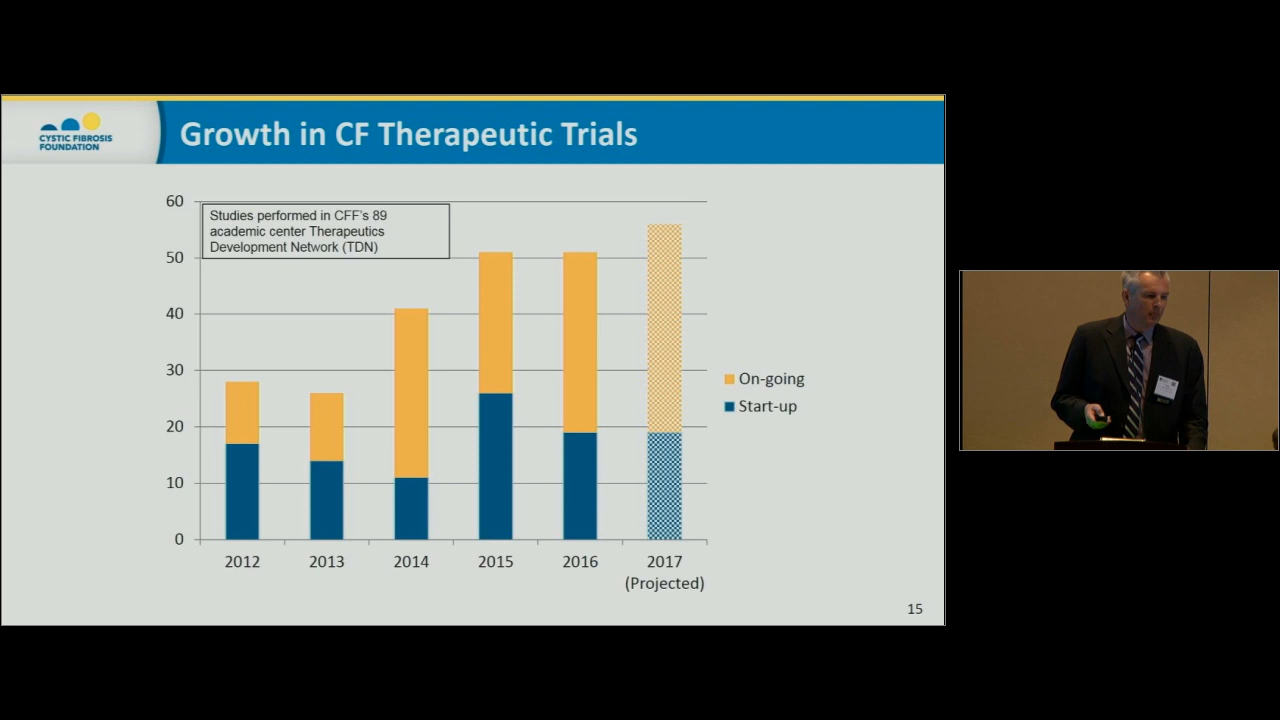 CYSTIC FIBROSIS
FOUNDATION
Growth in CF Therapeutic Trials
60
50
40
30
20
10
0
Studies performed in CFF's 89
academic center Therapeutics
Development Network (TDN)
On-going
Start-up
2012 2013 2014 2015 2016 2017
(Projected)
15